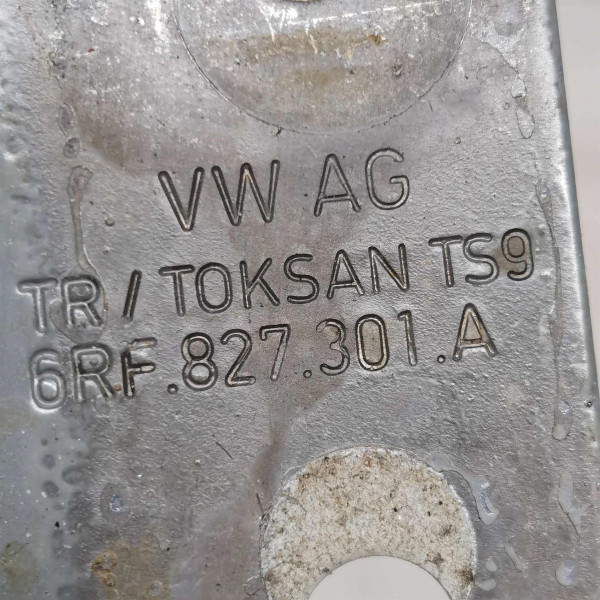 VW AG
TR / TOKSAN TS9
6RF.827.301.A